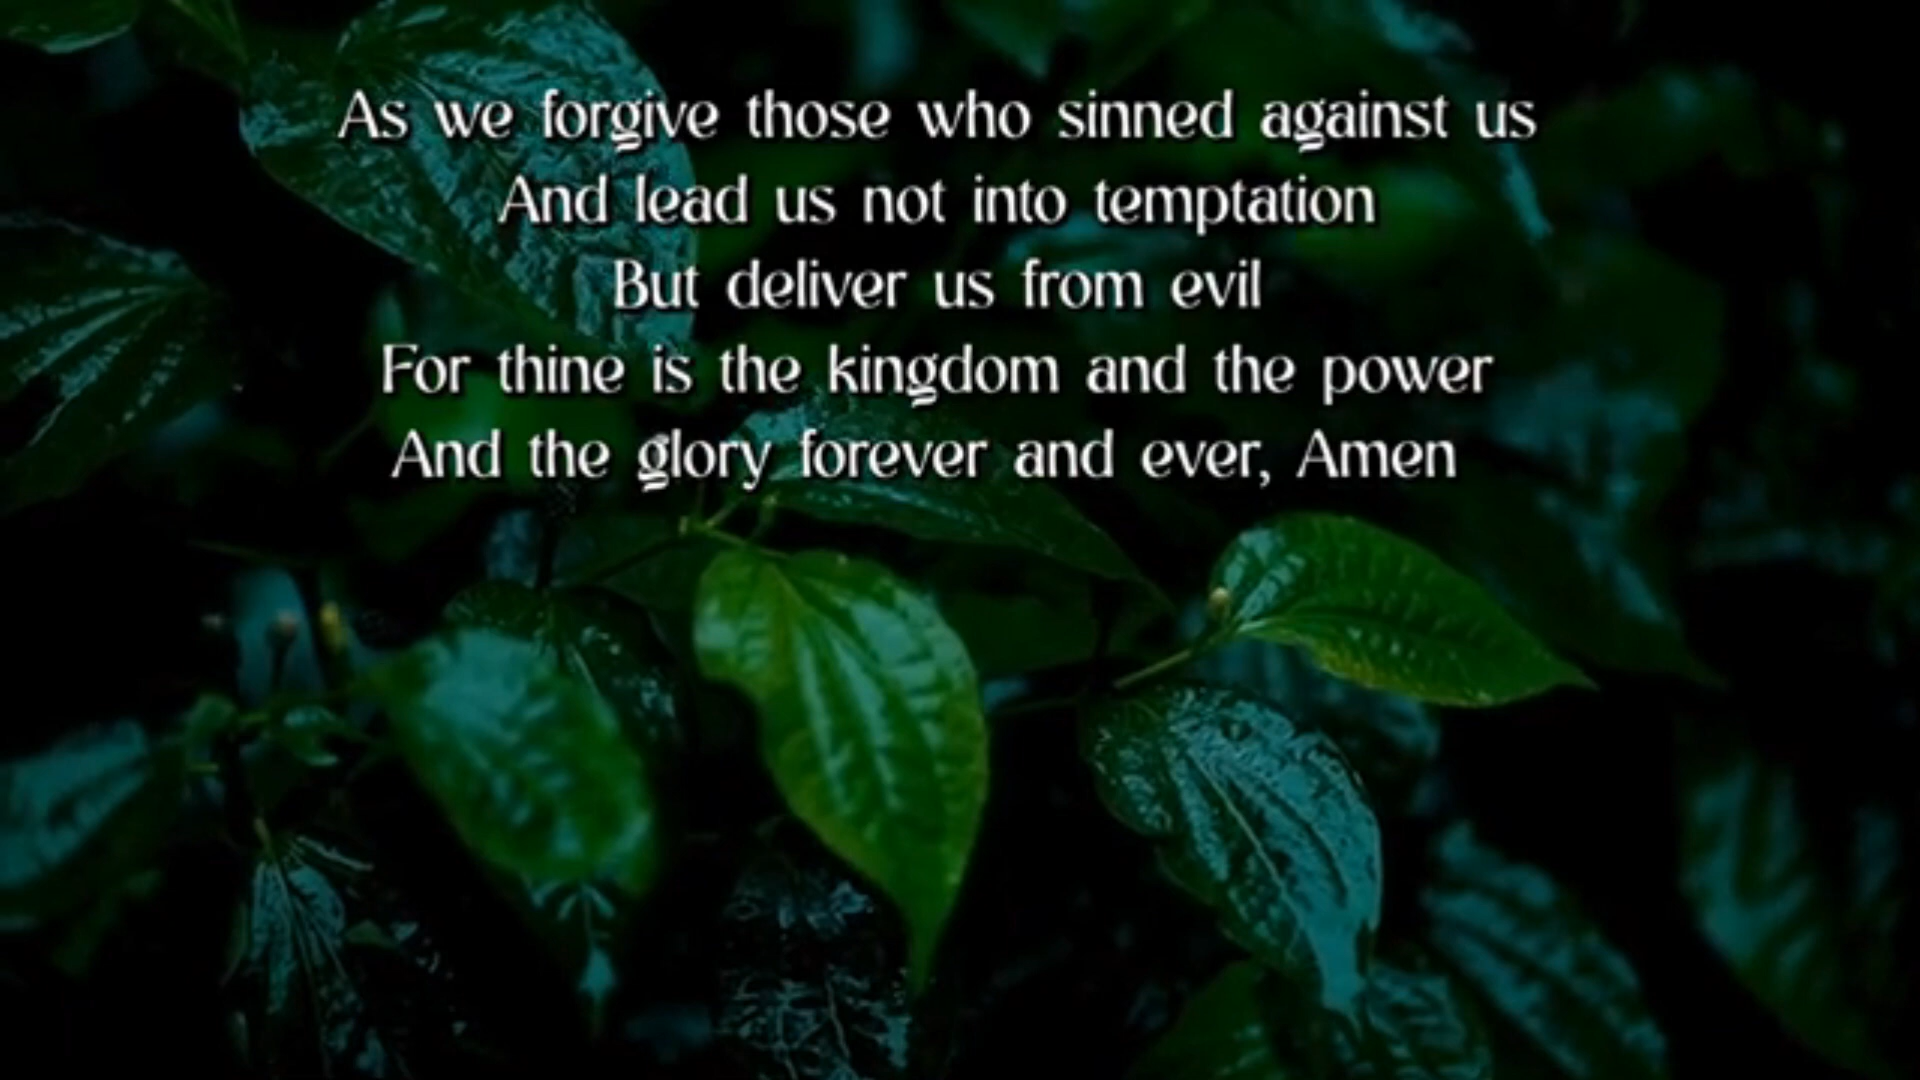 As we forgive those who sinned against us
And lead us not into temptation
But deliver us from evil
For thine is the kingdom and the power
And the glory forever and ever, Amen